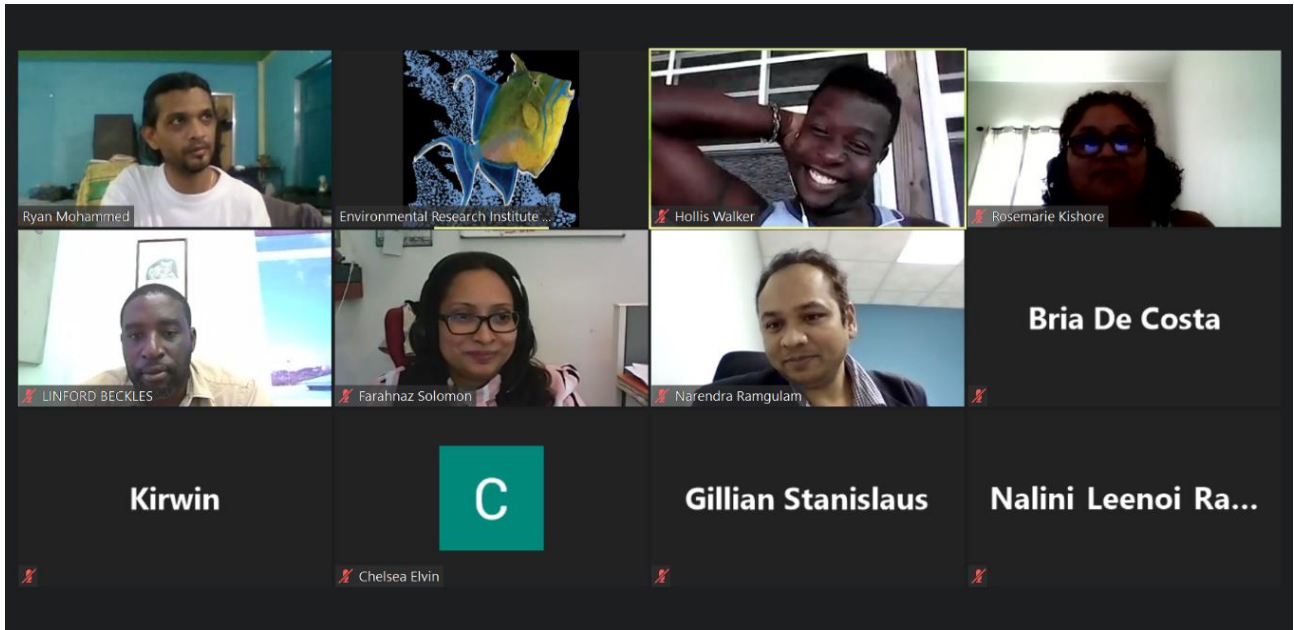 Ryan Mohammed
Environmental Research Institute ...
Hollis Walker
Rosemarie Kishore
LINFORD BECKLES
Farahnaz Solomon
Narendra Ramgulam
Bria De Costa
Kirwin
C
Chelsea Elvin
Gillian Stanislaus
Nalini Leenoi Ra...